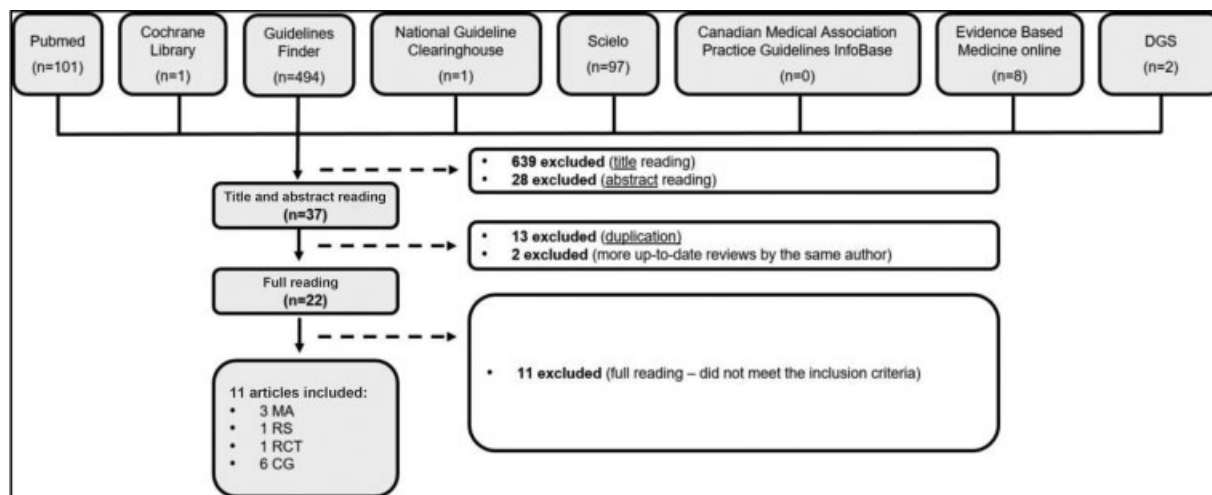 Pubmed
(n=101)
Cochrane
Library
(n=1)
Guidelines
Finder
(n=494)
National Guideline
Clearinghouse
(n=1)
Scielo
(n=97)
Canadian Medical Association
Practice Guidelines InfoBase
(n=0)
Evidence Based
Medicine online
(n=8)
DGS
(n=2)
• 639 excluded (title reading)
• 28 excluded (abstract reading)
Title and abstract reading
(n=37)
• 13 excluded (duplication)
• 2 excluded (more up-to-date reviews by the same author)
Full reading
(n=22)
• 11 excluded (full reading – did not meet the inclusion criteria)
11 articles included:
• 3 MA
• 1 RS
• 1 RCT
• 6 CG